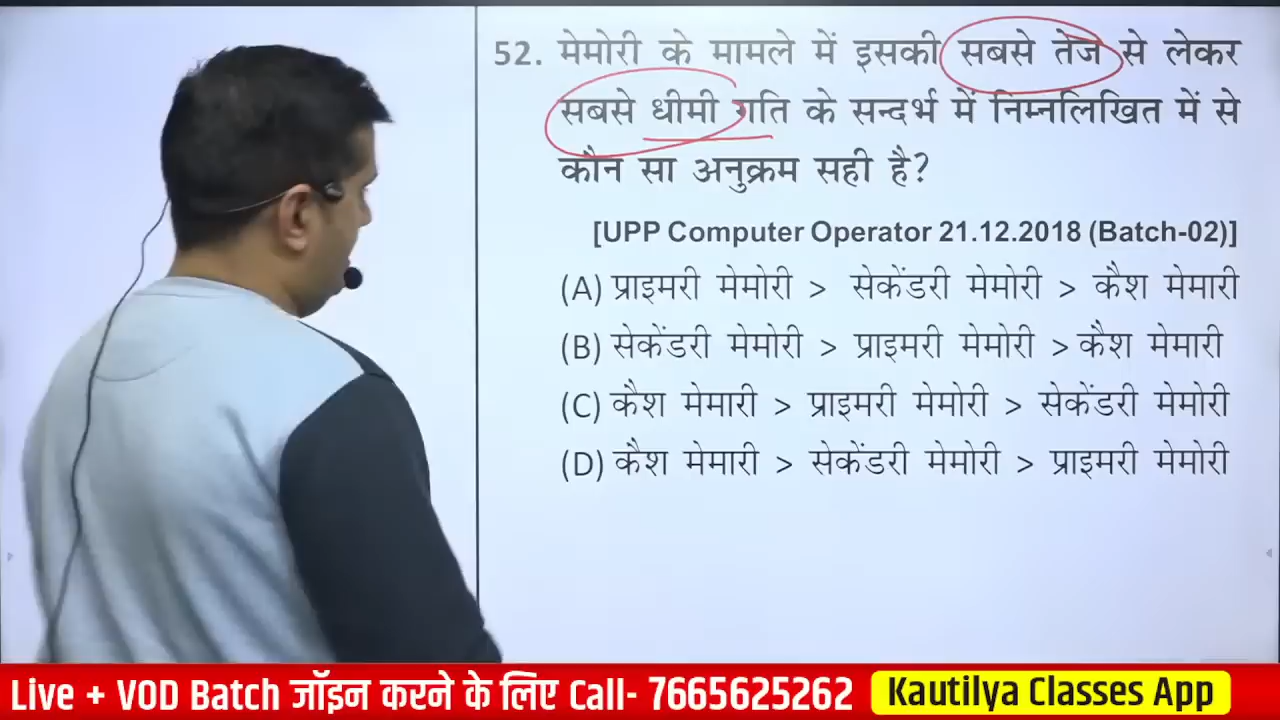 52. मेमोरी के मामले में इसकी सबसे तेज से लेकर
सबसे धीमी गति के सन्दर्भ में निम्नलिखित में से
कौन सा अनुक्रम सही है?
[UPP Computer Operator 21.12.2018 (Batch-02)]
(A) प्राइमरी मेमोरी > सेकेंडरी मेमोरी > कैश मेमारी
(B) सेकेंडरी मेमोरी > प्राइमरी मेमोरी > कैश मेमारी
(C) कैश मेमारी > प्राइमरी मेमोरी > सेकेंडरी मेमोरी
(D) कैश मेमारी > सेकेंडरी मेमोरी > प्राइमरी मेमोरी
Live + VOD Batch जॉइन करने के लिए Call- 7665625262
Kautilya Classes App